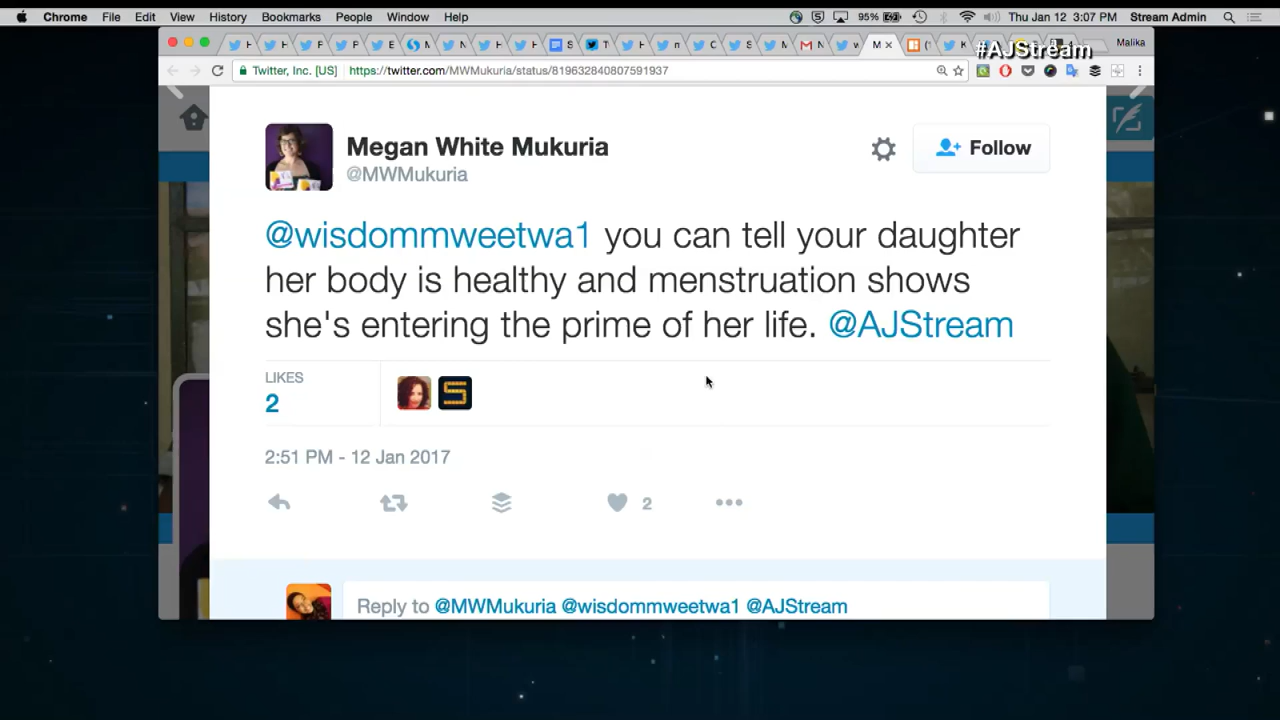 Chrome File Edit View History Bookmarks People Window Help 95% Thu Jan 12 3:07 PM Stream Admin
Malika
#AJStream
Twitter, Inc. [US] https://twitter.com/MWMukuria/status/819632840807591937
Megan White Mukuria
@MWMukuria
Follow
@wisdommweetwa1 you can tell your daughter
her body is healthy and menstruation shows
she's entering the prime of her life. @AJStream
LIKES
2
2:51 PM - 12 Jan 2017
2
Reply to @MWMukuria @wisdommweetwa1 @AJStream